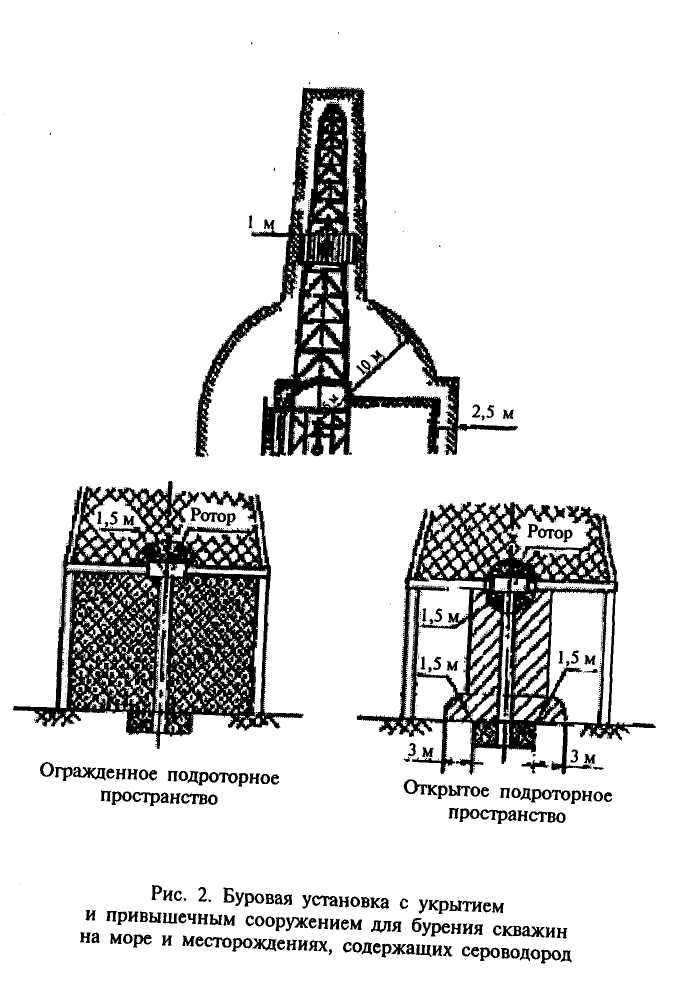 1 м
10 м
2,5 м
1,5 м
Ротор
Ротор
1,5 м
1,5 м
1,5 м
3 м
3 м
Огражденное подроторное
пространство
Открытое подроторное
пространство
Рис. 2. Буровая установка с укрытием
и привышечным сооружением для бурения скважин
на море и месторождениях, содержащих сероводород